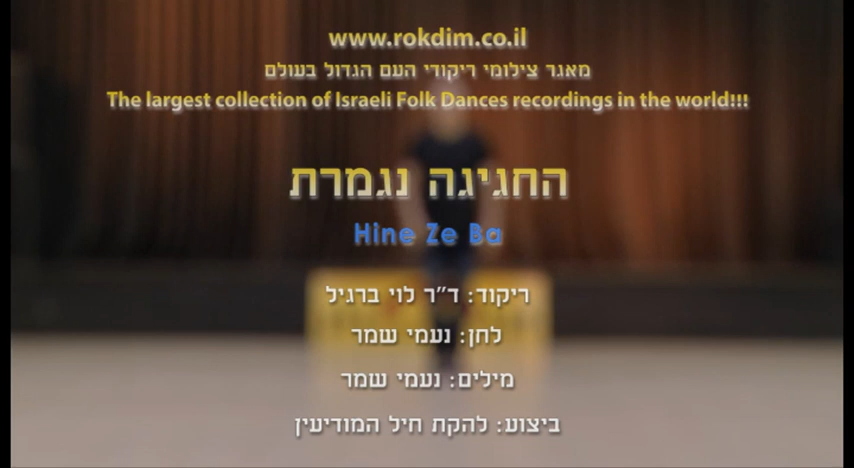 www.rokdim.co.il
מאגר צילומי ריקודי העם הגדול בעולם
The largest collection of Israeli Folk Dances recordings in the world!!!
החגיגה נגמרת
Hine Ze Ba
ריקוד: ד"ר לוי ברגיל
לחן: נעמי שמר
מילים: נעמי שמר
ביצוע: להקת חיל המודיעין